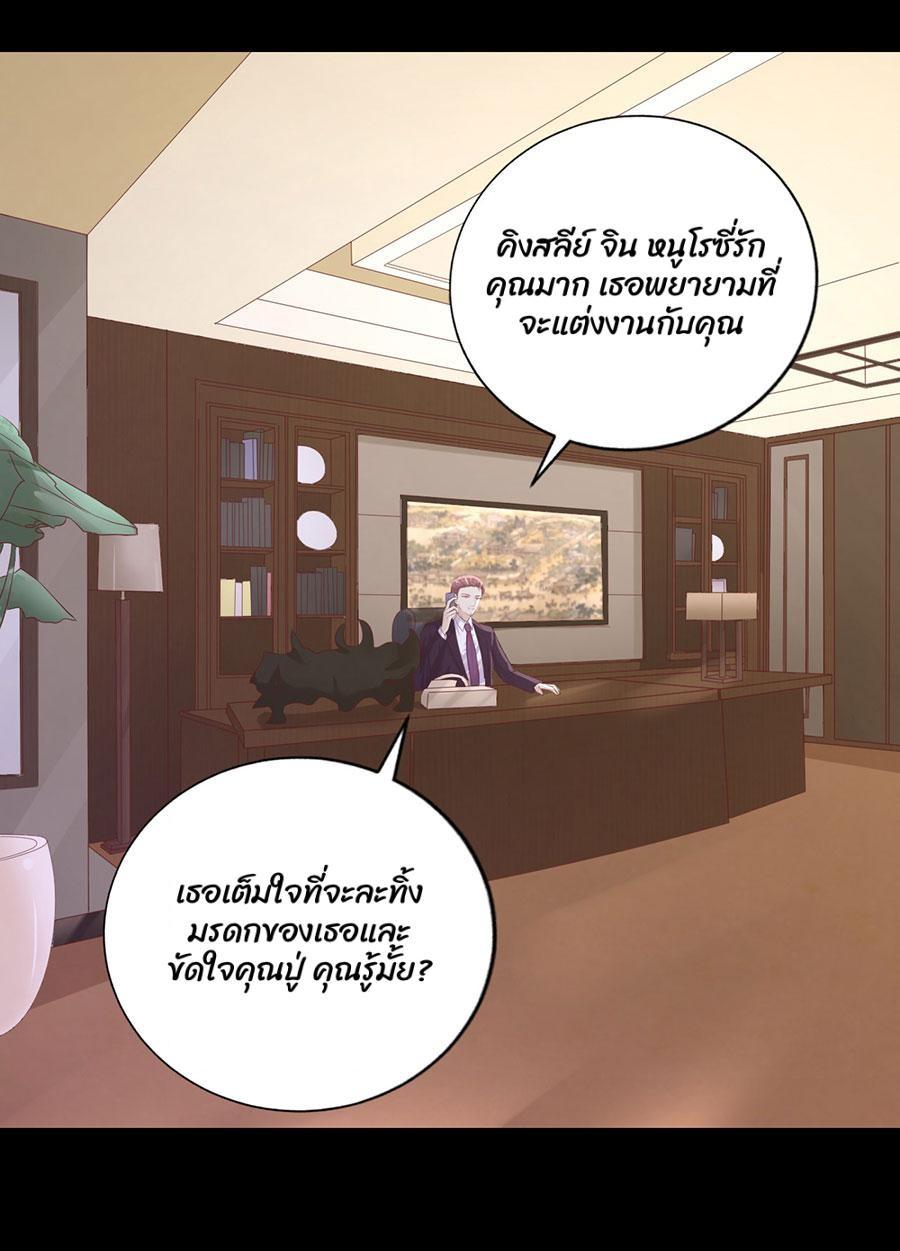 คิงสลีย์ จิน หนูโรซี่รัก
คุณมาก เธอพยายามที่
จะแต่งงานกับคุณ
เธอเต็มใจที่จะละทิ้ง
มรดกของเธอและ
ขัดใจคุณปู่ คุณรู้มั้ย?